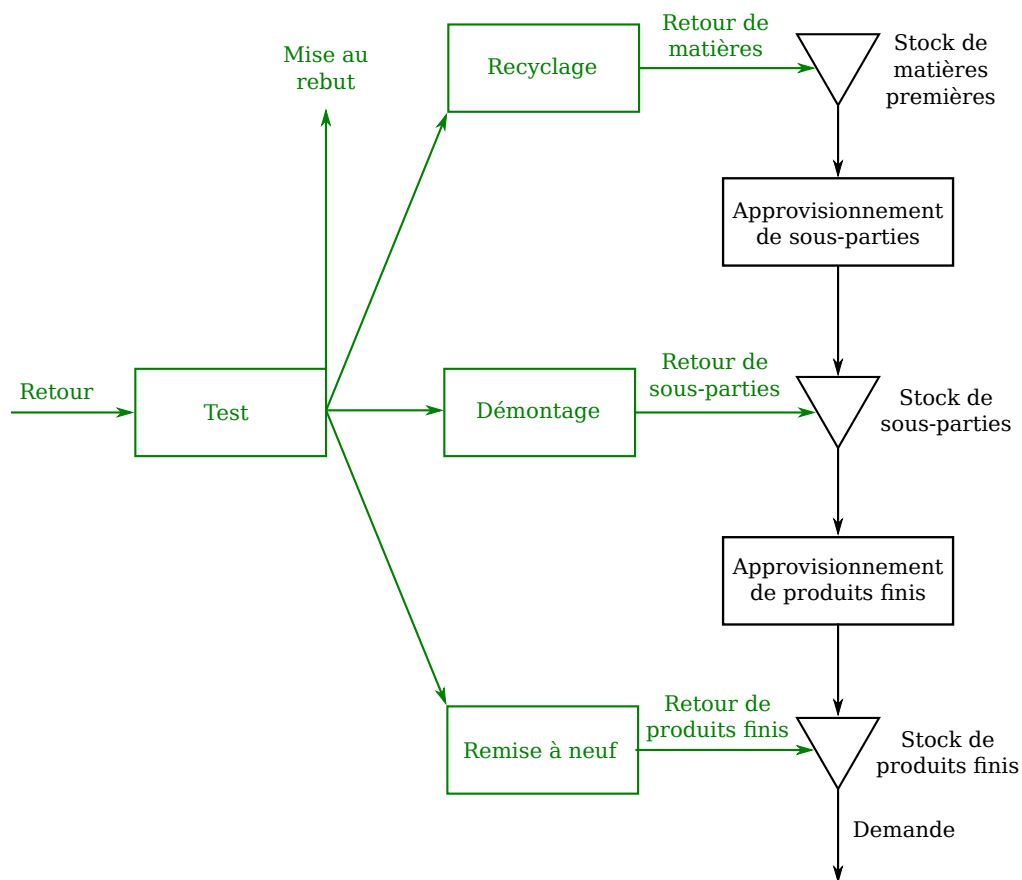 Mise au
rebut
Recyclage
Retour de
matières
Stock de
matières
premières
Approvisionnement
de sous-parties
Retour
Test
Démontage
Retour de
sous-parties
Stock de
sous-parties
Approvisionnement
de produits finis
Remise à neuf
Retour de
produits finis
Stock de
produits finis
Demande